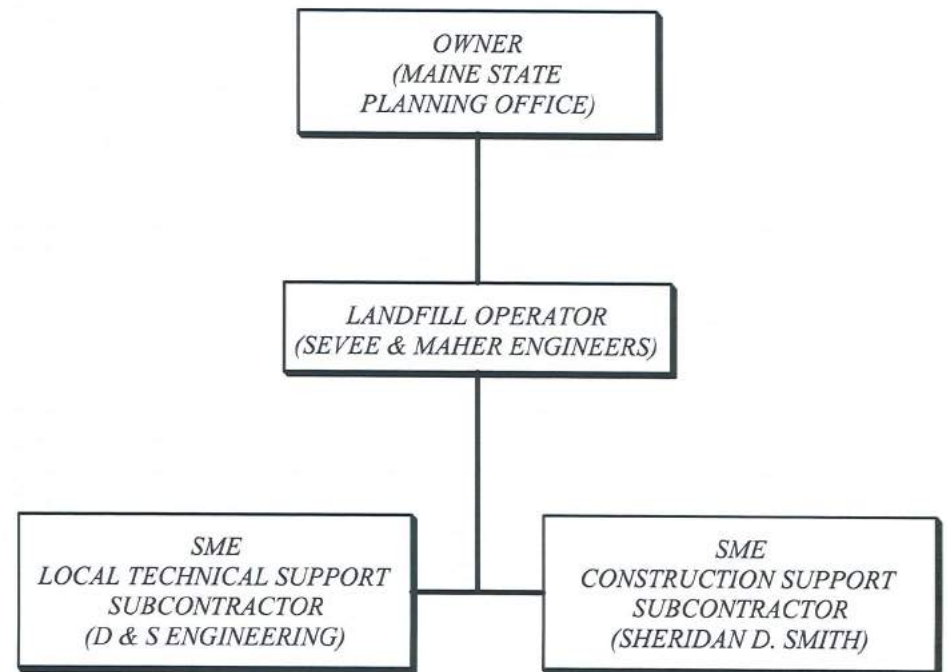 OWNER
(MAINE STATE
PLANNING OFFICE)
LANDFILL OPERATOR
(SEVEE & MAHER ENGINEERS)
SME
LOCAL TECHNICAL SUPPORT
SUBCONTRACTOR
(D & S ENGINEERING)
SME
CONSTRUCTION SUPPORT
SUBCONTRACTOR
(SHERIDAN D. SMITH)